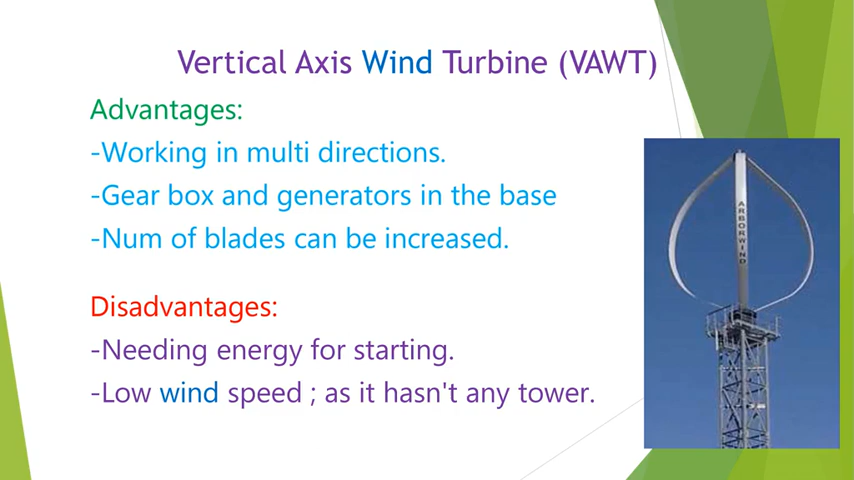 Vertical Axis Wind Turbine (VAWT)
Advantages:
-Working in multi directions.
-Gear box and generators in the base
-Num of blades can be increased.
Disadvantages:
-Needing energy for starting.
-Low wind speed ; as it hasn't any tower.
ARBORWIND